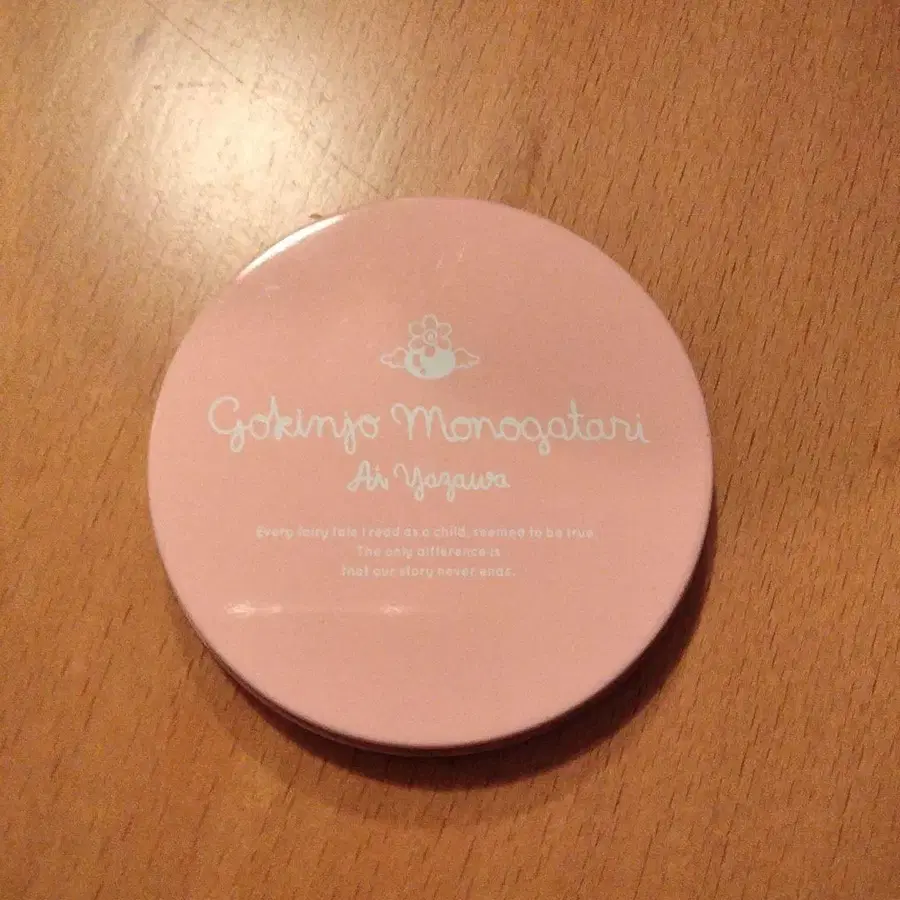 Gokinjo Monogatari
Ai Yazawa
Every fairy tale I read as a child, seemed to be true.
The only difference is
that our story never ends.